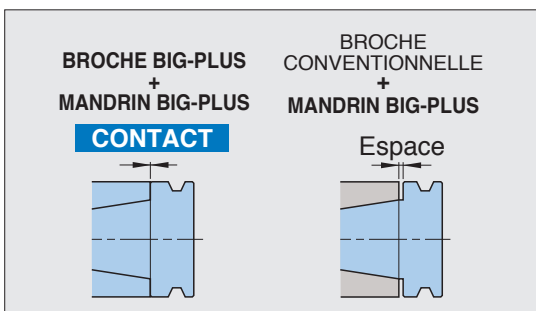 BROCHE BIG-PLUS
+
MANDRIN BIG-PLUS
CONTACT
BROCHE
CONVENTIONNELLE
+
MANDRIN BIG-PLUS
Espace